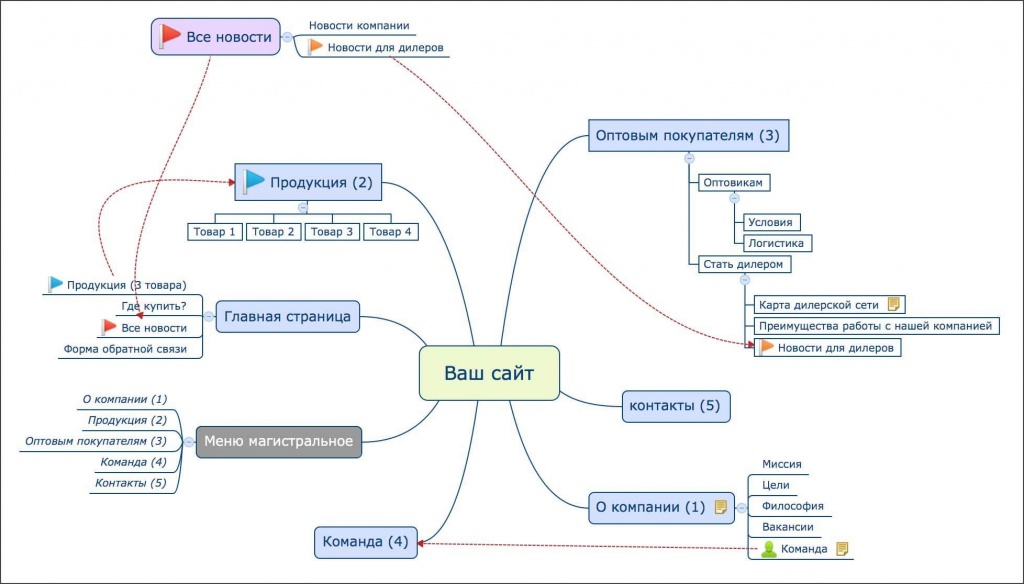 Все новости
Новости компании
Новости для дилеров
Оптовым покупателям (3)
Оптовикам
Условия
Логистика
Стать дилером
Карта дилерской сети
Преимущества работы с нашей компанией
Новости для дилеров
Продукция (2)
Товар 1
Товар 2
Товар 3
Товар 4
Продукция (3 товара)
Где купить?
Все новости
Форма обратной связи
Главная страница
Ваш сайт
контакты (5)
О компании (1)
Продукция (2)
Оптовым покупателям (3)
Команда (4)
Контакты (5)
Меню магистральное
О компании (1)
Миссия
Цели
Философия
Вакансии
Команда
Команда (4)